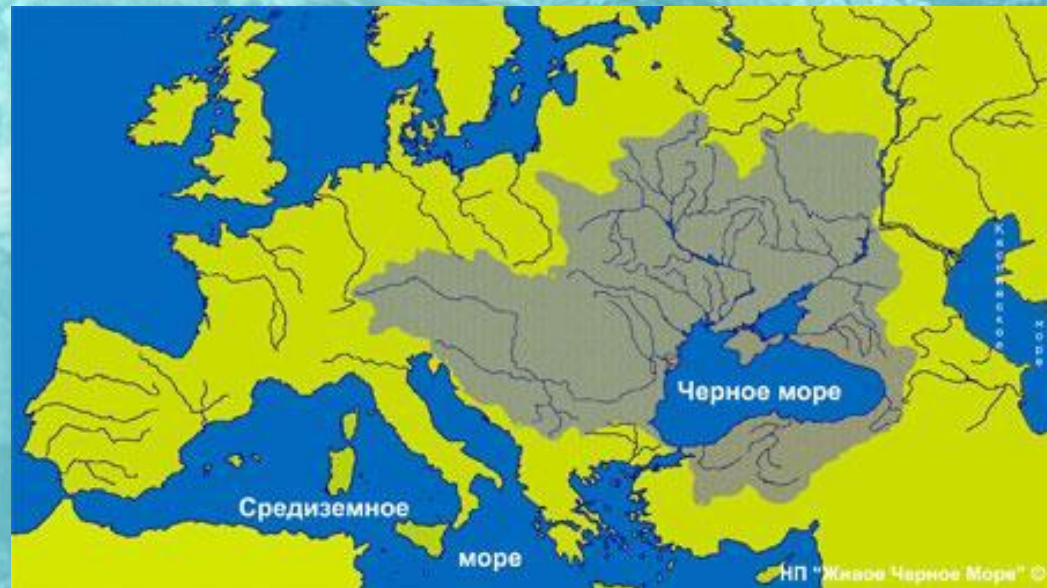 Каспийское
море
Черное море
Средиземное
море
НП "Живое Черное Море" ©